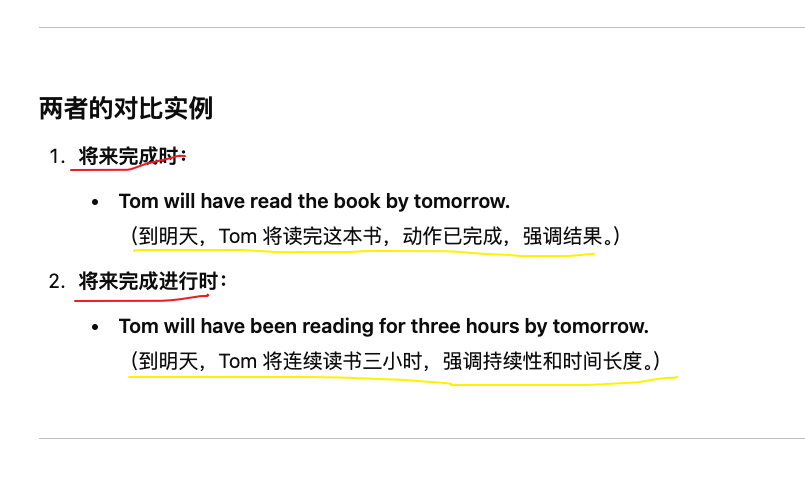 两者的对比实例
1. 将来完成时：
• Tom will have read the book by tomorrow.
（到明天，Tom 将读完这本书，动作已完成，强调结果。）
2. 将来完成进行时：
• Tom will have been reading for three hours by tomorrow.
（到明天，Tom 将连续读书三小时，强调持续性和时间长度。）